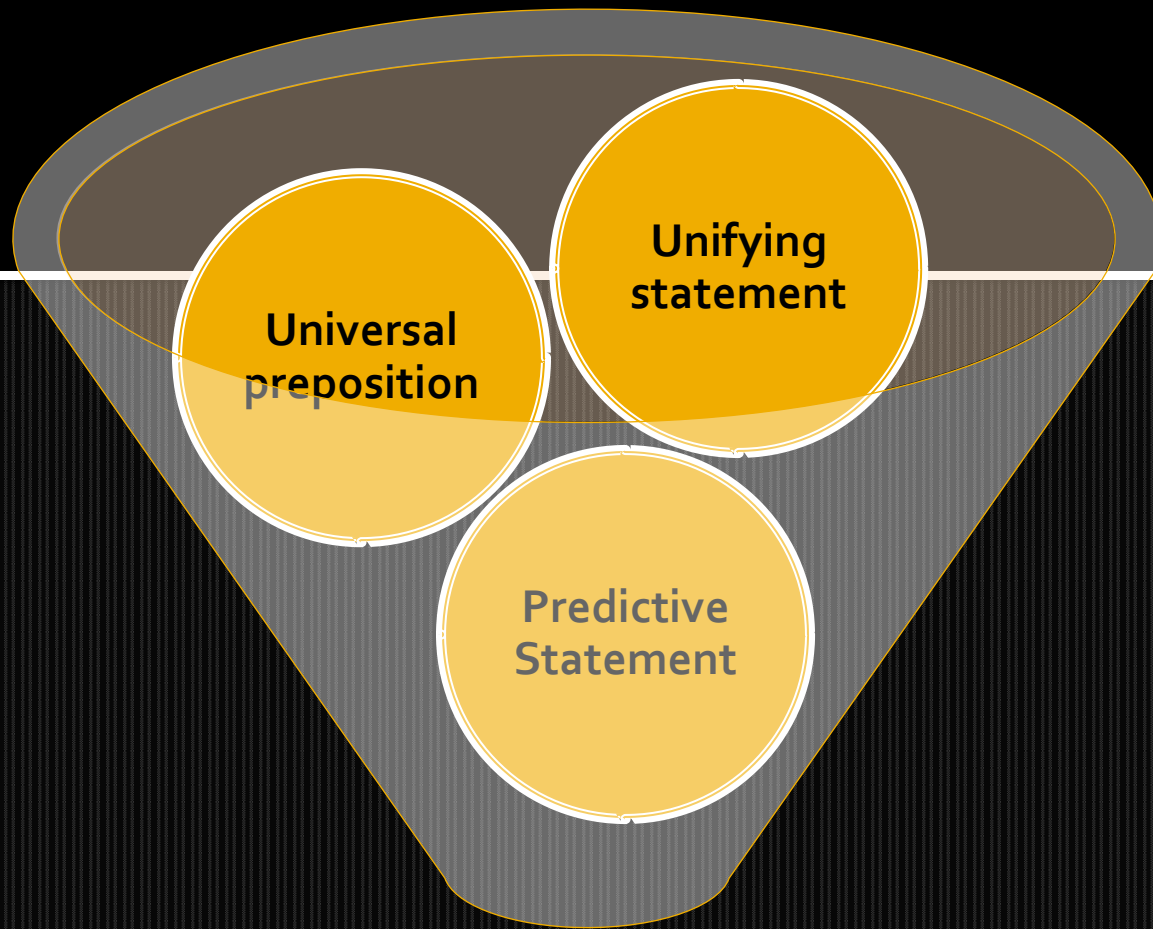 Unifying
statement
Universal
preposition
Predictive
Statement